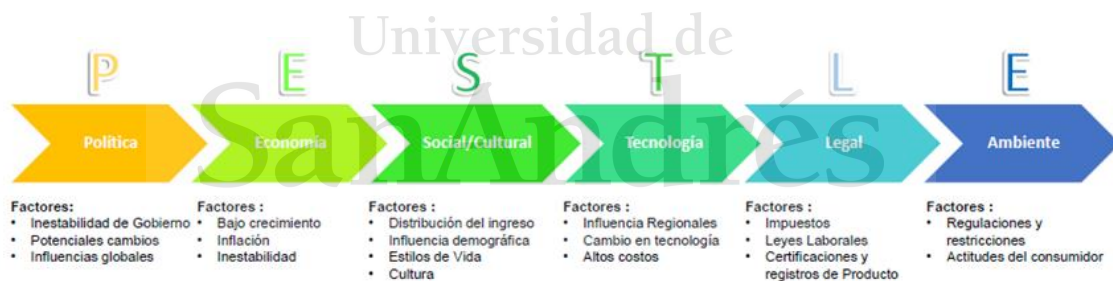 Universidad de
SanAndrés
P E S T L E
Política Economía Social/Cultural Tecnología Legal Ambiente
Factores:
• Inestabilidad de Gobierno
• Potenciales cambios
• Influencias globales
Factores :
• Bajo crecimiento
• Inflación
• Inestabilidad
Factores :
• Distribución del ingreso
• Influencia demográfica
• Estilos de Vida
• Cultura
Factores :
• Influencia Regionales
• Cambio en tecnología
• Altos costos
Factores :
• Impuestos
• Leyes Laborales
• Certificaciones y
registros de Producto
Factores :
• Regulaciones y
restricciones
• Actitudes del consumidor